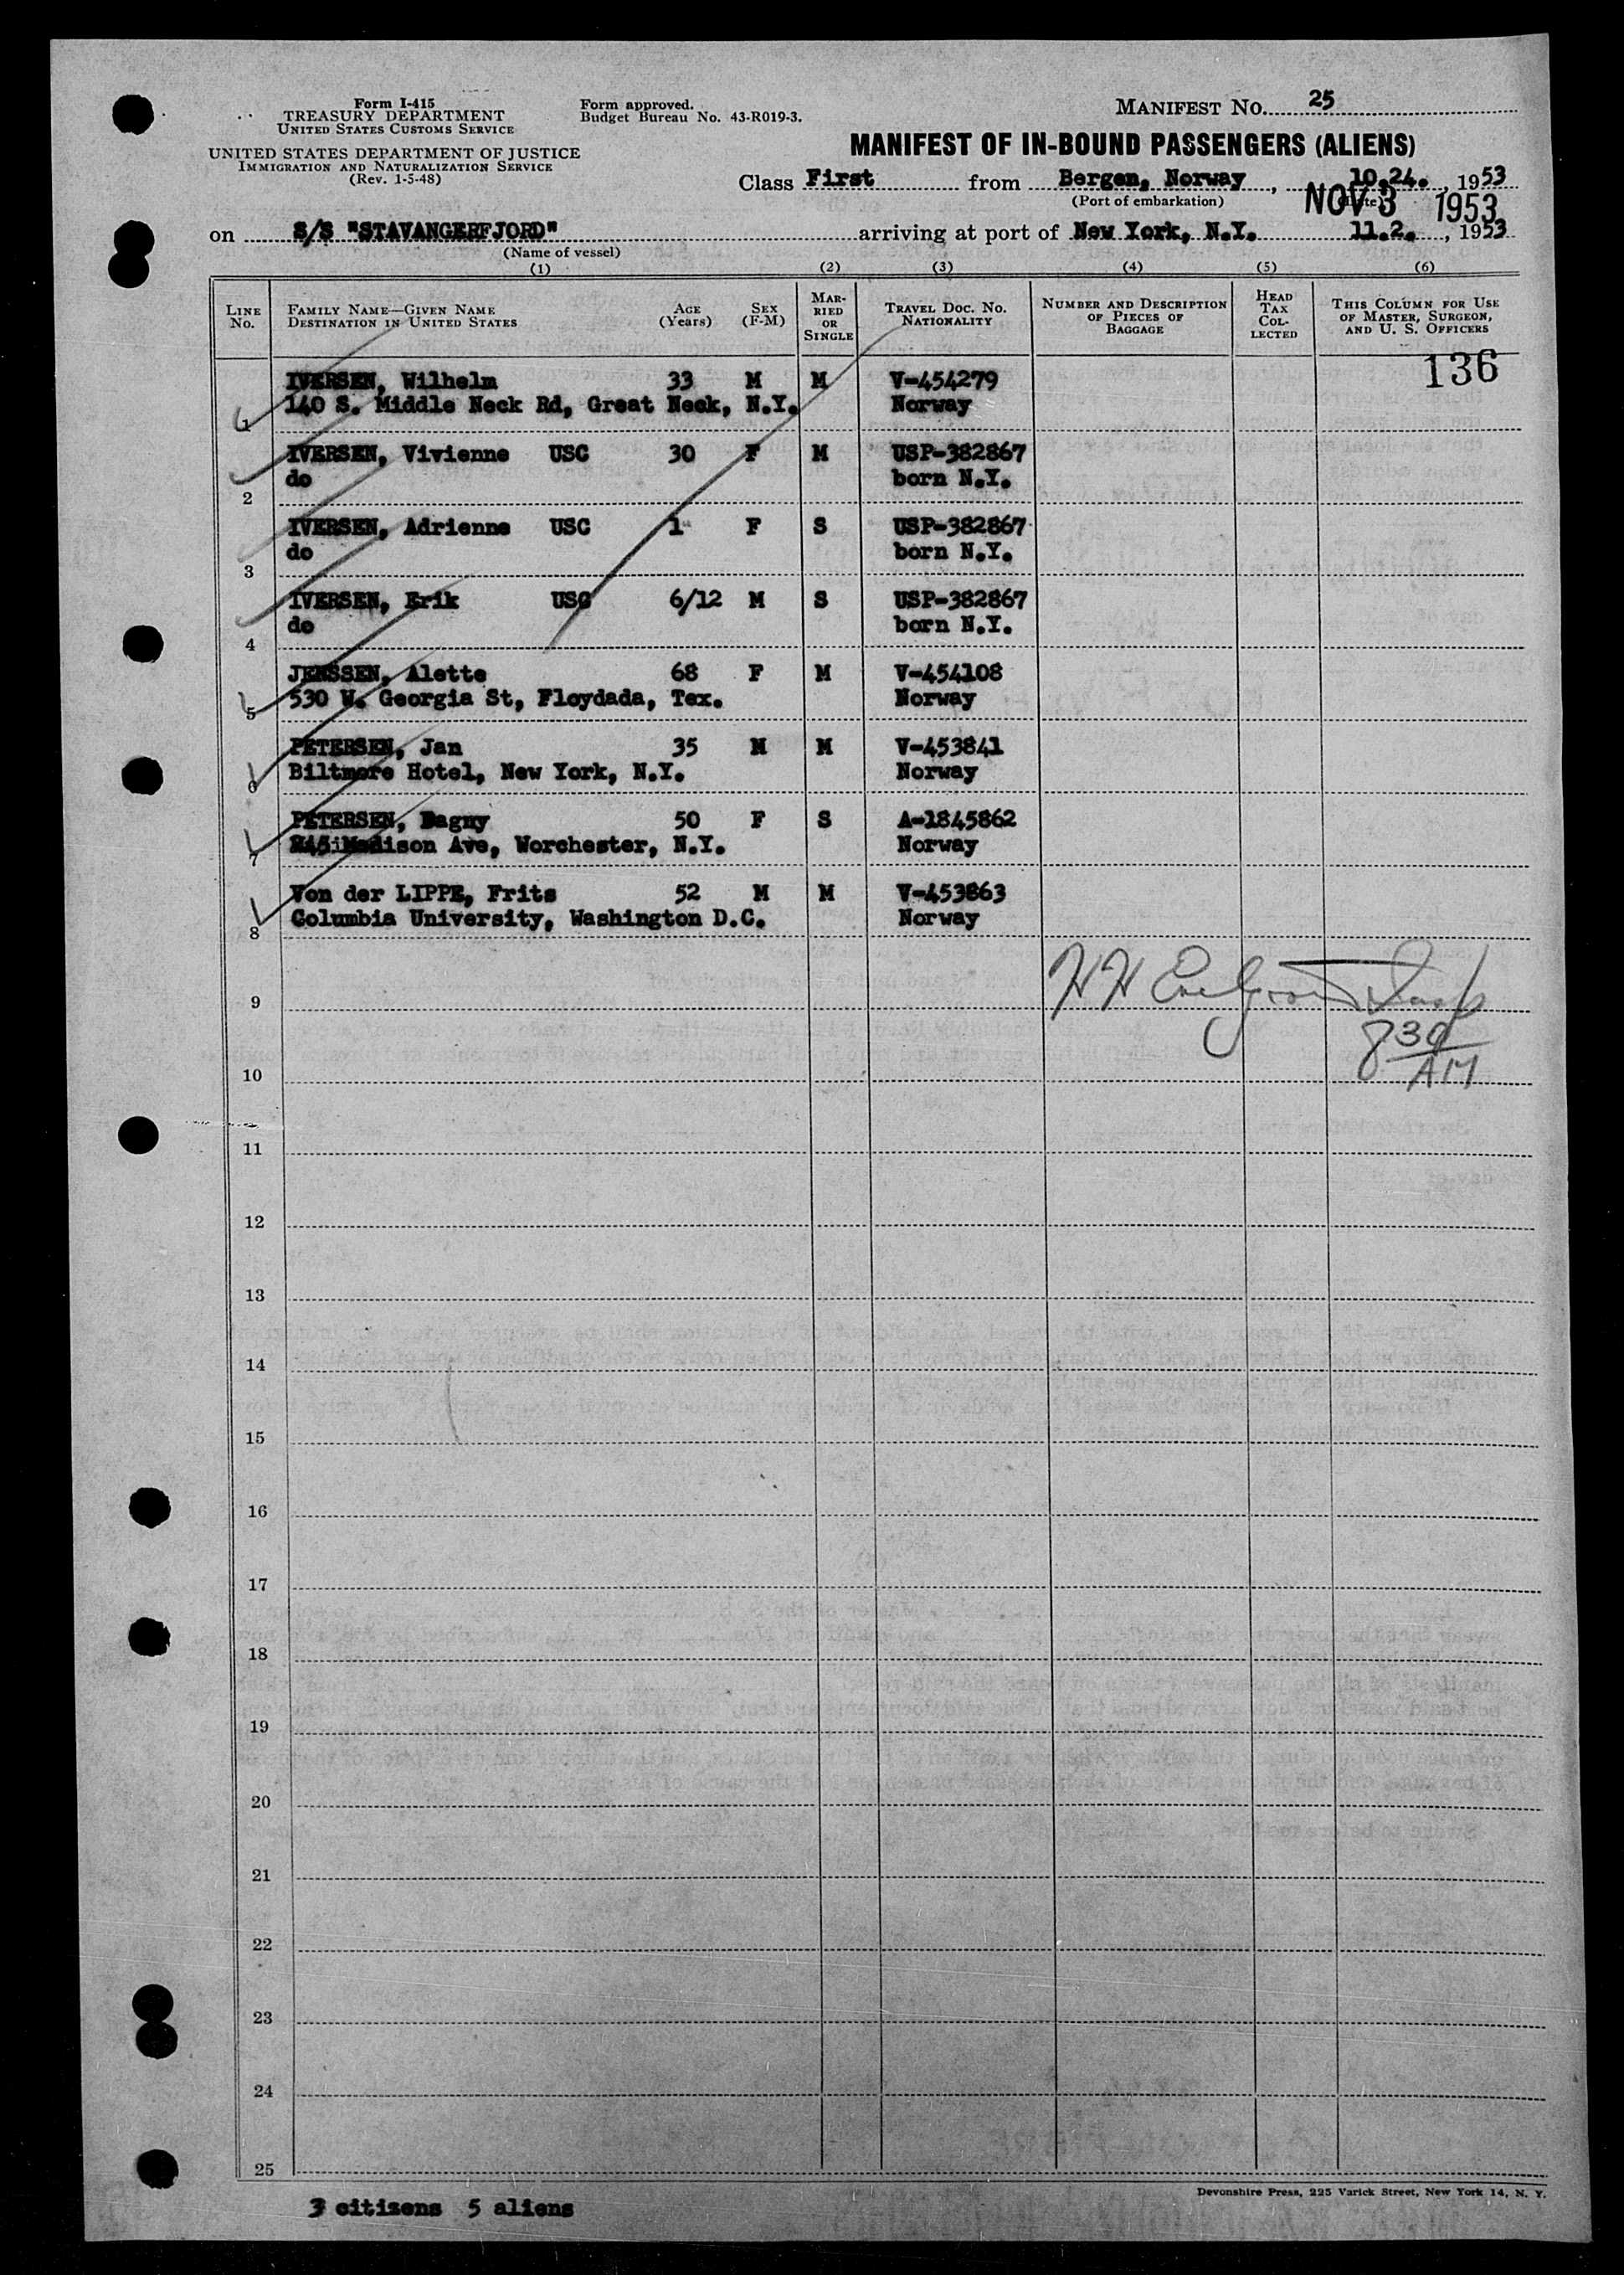 Form I-415
TREASURY DEPARTMENT
UNITED STATES CUSTOMS SERVICE
UNITED STATES DEPARTMENT OF JUSTICE
IMMIGRATION AND NATURALIZATION SERVICE
(Rev. 1-5-48)
Form approved.
Budget Bureau No. 43-R019-3.
MANIFEST NO. 25
MANIFEST OF IN-BOUND PASSENGERS (ALIENS)
Class First from Bergen, Norway, 10.24., 1953
(Port of embarkation) (Date)
NOV 3 1953
on S/S "STAVANGERFJORD" arriving at port of New York, N.Y. 11.2., 1953
(Name of vessel)
(1) (2) (3) (4) (5) (6)
LINE NO. FAMILY NAME—GIVEN NAME DESTINATION IN UNITED STATES AGE (Years) SEX (F-M) MARRIED OR SINGLE TRAVEL DOC. NO. NATIONALITY NUMBER AND DESCRIPTION OF PIECES OF BAGGAGE HEAD TAX COLLECTED THIS COLUMN FOR USE OF MASTER, SURGEON, AND U. S. OFFICERS
136
IVERSEN, Wilhelm 33 M M V-454279
1 140 S. Middle Neck Rd, Great Neck, N.Y. Norway
IVERSEN, Vivienne USC 30 F M USP-382867
2 do born N.Y.
IVERSEN, Adrienne USC 1 F S USP-382867
3 do born N.Y.
IVERSEN, Erik USC 6/12 M S USP-382867
4 do born N.Y.
JENSSEN, Alette 68 F M V-454108
5 530 W. Georgia St, Floydada, Tex. Norway
PETERSEN, Jan 35 M M V-453841
6 Biltmore Hotel, New York, N.Y. Norway
PETERSEN, Dagny 50 F S A-1845862
7 Madison Ave, Worchester, N.Y. Norway
Von der LIPPE, Frits 52 M M V-453863
8 Columbia University, Washington D.C. Norway
9 H H
830
AM
10
11
12
13
14
15
16
17
18
19
20
21
22
23
24
25
Devonshire Press, 225 Varick Street, New York 14, N. Y.
3 citizens 5 aliens